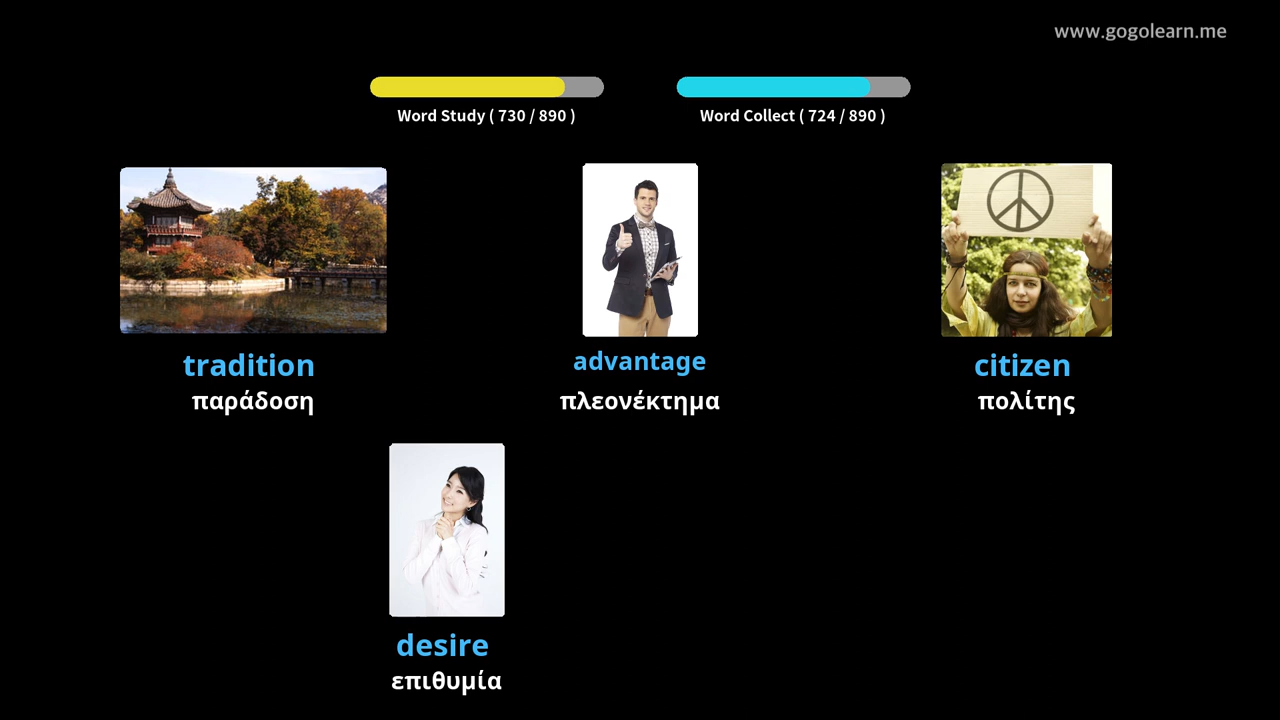 www.gogolearn.me
Word Study ( 730 / 890 )
Word Collect ( 724 / 890 )
tradition
παράδοση
advantage
πλεονέκτημα
citizen
πολίτης
desire
επιθυμία